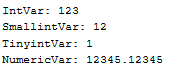 IntVar: 123
SmallintVar: 12
TinyintVar: 1
NumericVar: 12345.12345